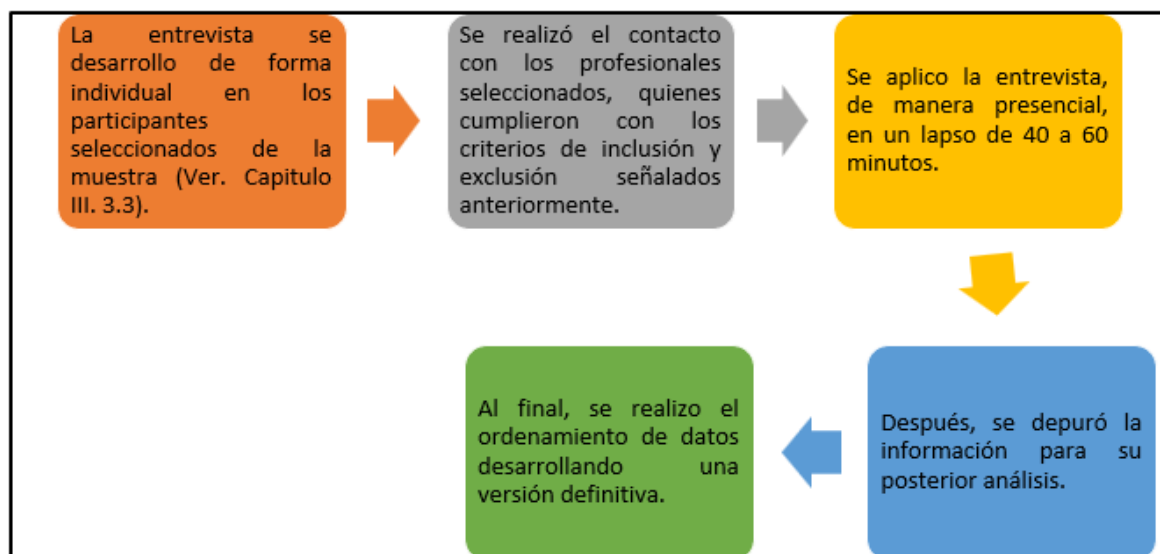 La entrevista se
desarrollo de forma
individual en los
participantes
seleccionados de la
muestra (Ver. Capitulo
III. 3.3).
Se realizó el contacto
con los profesionales
seleccionados, quienes
cumplieron con los
criterios de inclusión y
exclusión señalados
anteriormente.
Se aplico la entrevista,
de manera presencial,
en un lapso de 40 a 60
minutos.
Después, se depuró la
información para su
posterior análisis.
Al final, se realizo el
ordenamiento de datos
desarrollando una
versión definitiva.